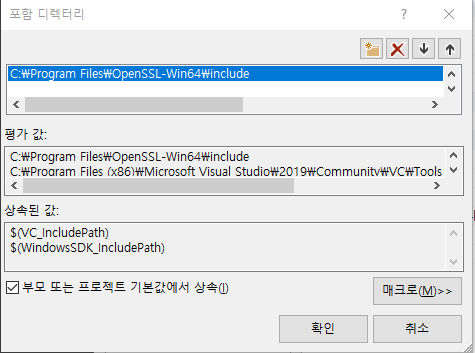 포함 디렉터리
C:₩Program Files₩OpenSSL-Win64₩include
평가 값:
C:₩Program Files₩OpenSSL-Win64₩include
C:₩Program Files (x86)₩Microsoft Visual Studio₩2019₩Community₩VC₩Tools
상속된 값:
$(VC_IncludePath)
$(WindowsSDK_IncludePath)
부모 또는 프로젝트 기본값에서 상속(I)
매크로(M)>>
확인
취소